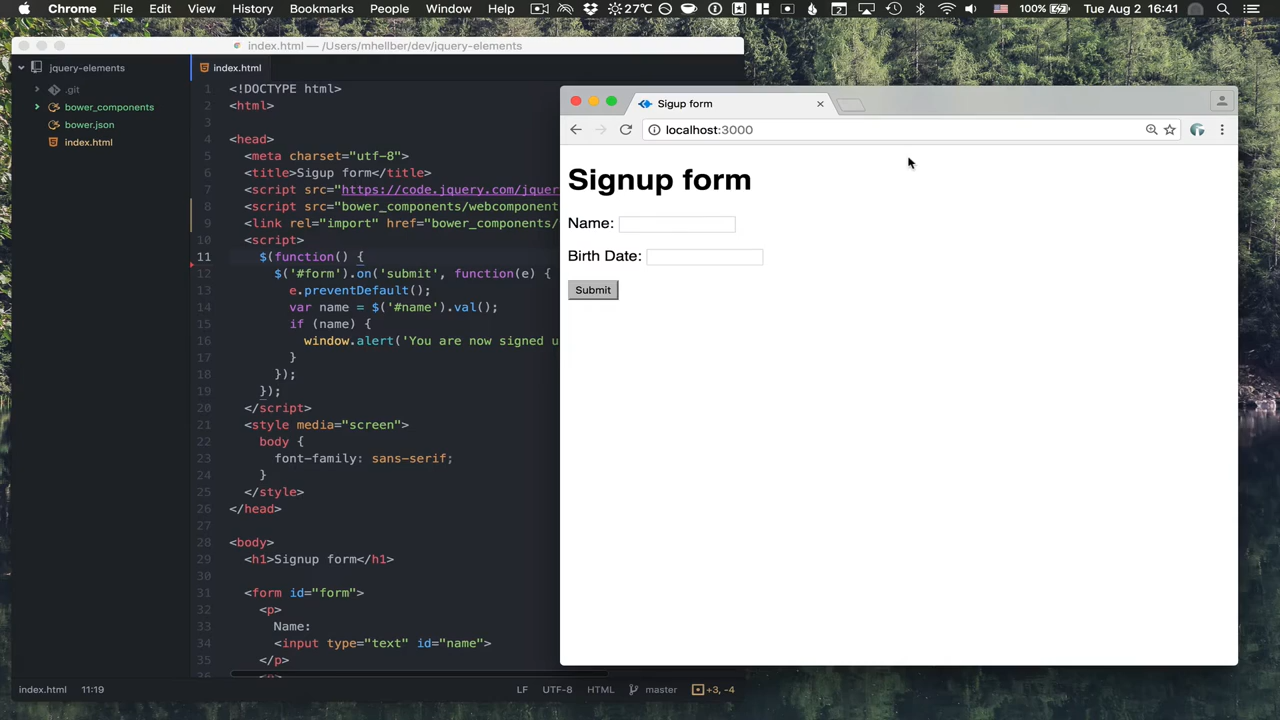 Chrome File Edit View History Bookmarks People Window Help 27°C 100% Tue Aug 2 16:41
index.html — /Users/mhellber/dev/jquery-elements
jquery-elements
.git
bower_components
bower.json
index.html
index.html
1 <!DOCTYPE html>
2 <html>
3
4 <head>
5 <meta charset="utf-8">
6 <title>Sigup form</title>
7 <script src="https://code.jquery.com/jquer
8 <script src="bower_components/webcomponent
9 <link rel="import" href="bower_components/
10 <script>
11 $(function() {
12 $('#form').on('submit', function(e) {
13 e.preventDefault();
14 var name = $('#name').val();
15 if (name) {
16 window.alert('You are now signed u
17 }
18 });
19 });
20 </script>
21 <style media="screen">
22 body {
23 font-family: sans-serif;
24 }
25 </style>
26 </head>
27
28 <body>
29 <h1>Signup form</h1>
30
31 <form id="form">
32 <p>
33 Name:
34 <input type="text" id="name">
35 </p>
index.html 11:19 LF UTF-8 HTML master +3, -4
Sigup form
localhost:3000
Signup form
Name:
Birth Date:
Submit